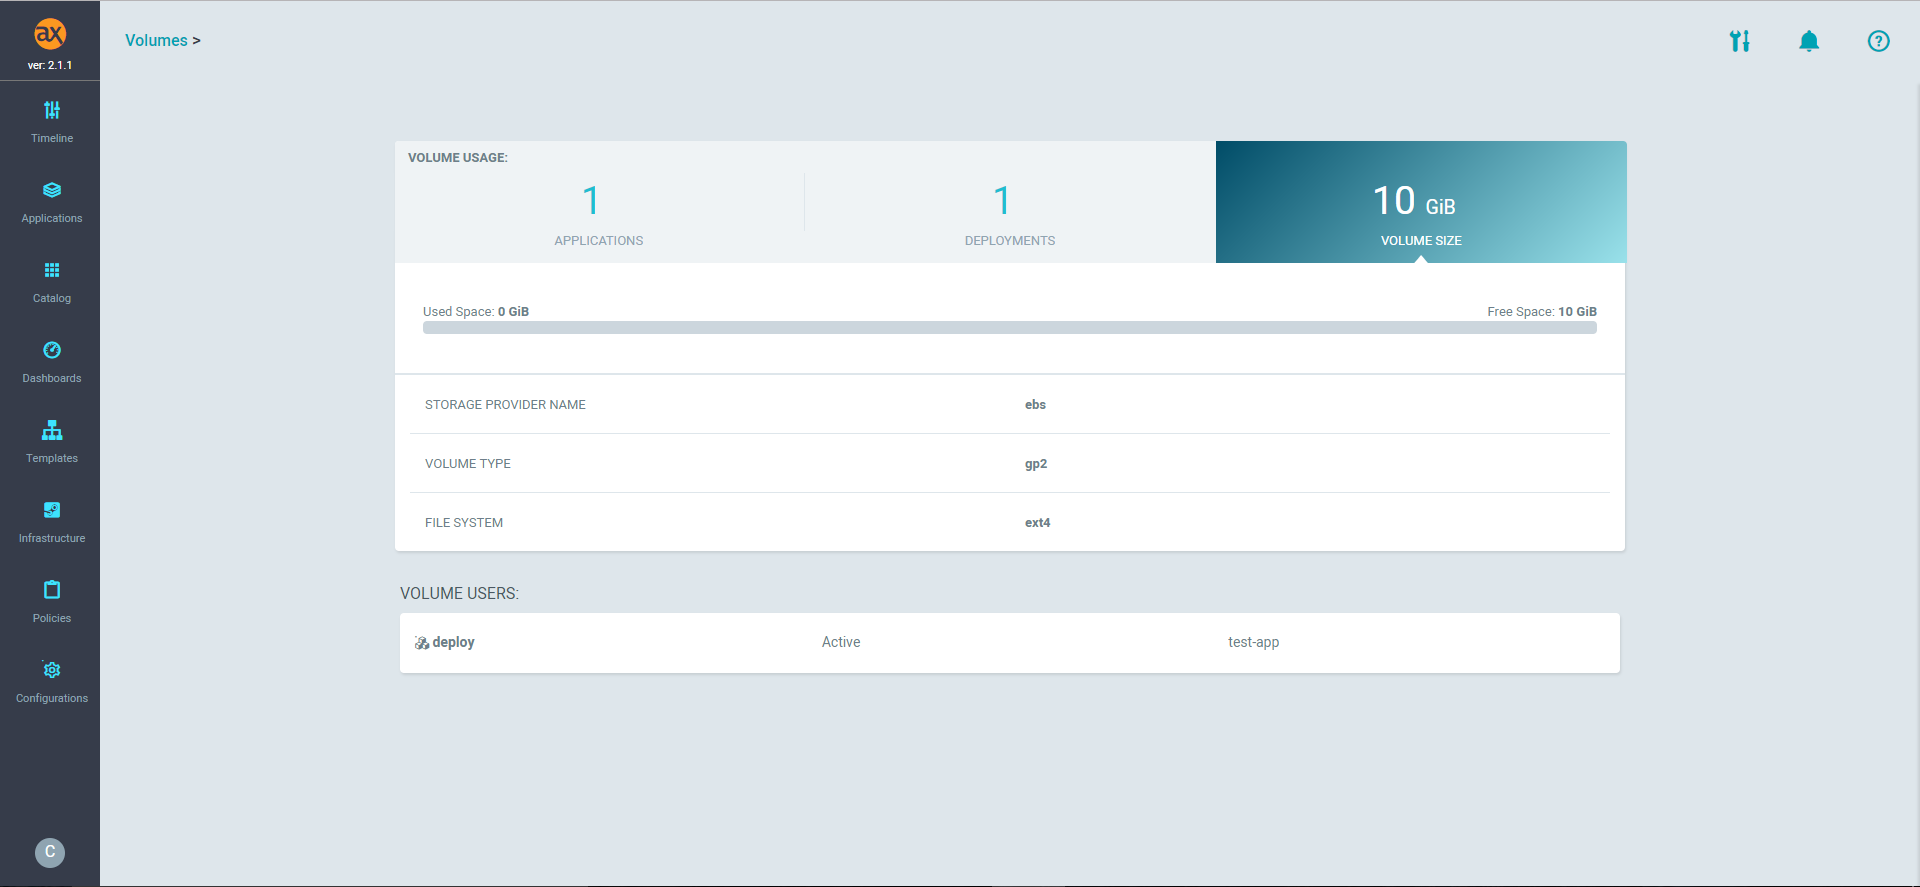 ax
ver: 2.1.1
Timeline
Applications
Catalog
Dashboards
Templates
Infrastructure
Policies
Configurations
C
Volumes >
?
VOLUME USAGE:
1
APPLICATIONS
1
DEPLOYMENTS
10 GiB
VOLUME SIZE
Used Space: 0 GiB Free Space: 10 GiB
STORAGE PROVIDER NAME ebs
VOLUME TYPE gp2
FILE SYSTEM ext4
VOLUME USERS:
deploy Active test-app